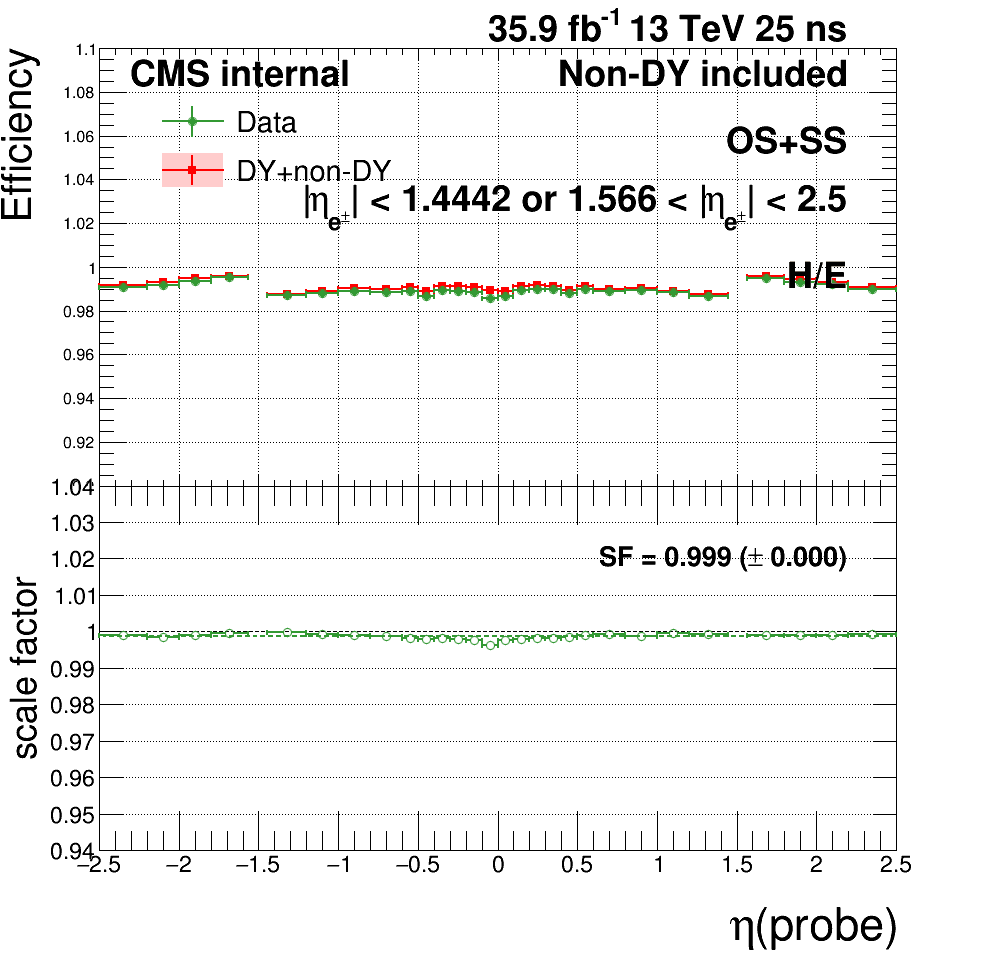 35.9 fb⁻¹ 13 TeV 25 ns
Efficiency
CMS internal
Non-DY included
Data
OS+SS
DY+non-DY
|ηe±| < 1.4442 or 1.566 < |ηe±| < 2.5
H/E
1.1
1.08
1.06
1.04
1.02
1
0.98
0.96
0.94
0.92
scale factor
SF = 0.999 (± 0.000)
1.04
1.03
1.02
1.01
1
0.99
0.98
0.97
0.96
0.95
0.94
−2.5 −2 −1.5 −1 −0.5 0 0.5 1 1.5 2 2.5
η(probe)